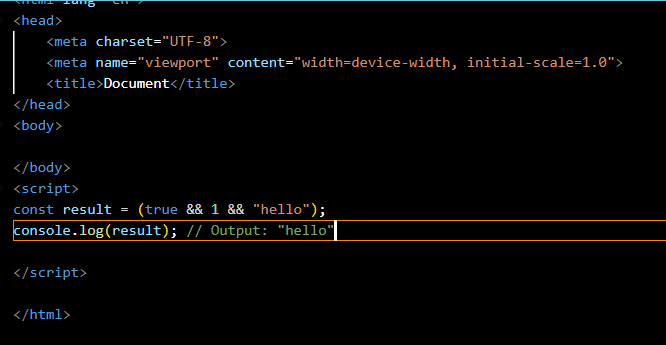 <html lang="en">
<head>
    <meta charset="UTF-8">
    <meta name="viewport" content="width=device-width, initial-scale=1.0">
    <title>Document</title>
</head>
<body>

</body>
<script>
const result = (true && 1 && "hello");
console.log(result); // Output: "hello"

</script>

</html>